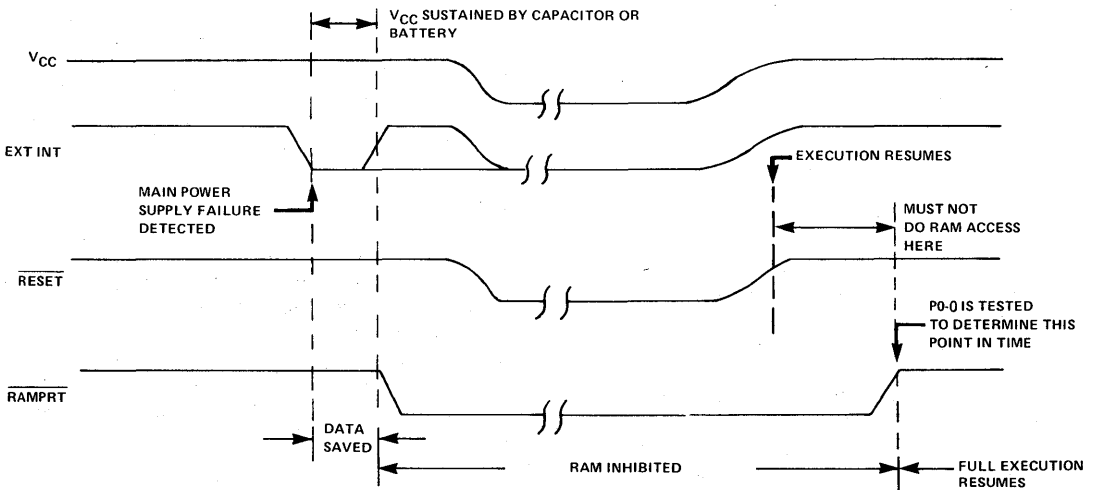 VCC SUSTAINED BY CAPACITOR OR
BATTERY
VCC
EXT INT
EXECUTION RESUMES
MAIN POWER
SUPPLY FAILURE
DETECTED
MUST NOT
DO RAM ACCESS
HERE
RESET
P0-0 IS TESTED
TO DETERMINE THIS
POINT IN TIME
RAMPRT
DATA
SAVED
RAM INHIBITED
FULL EXECUTION
RESUMES